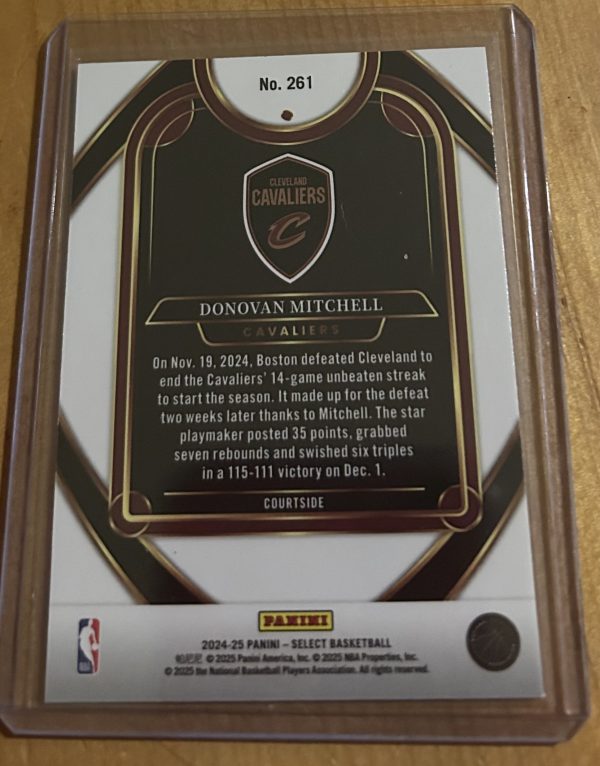 No. 261
CLEVELAND
CAVALIERS
C
DONOVAN MITCHELL
CAVALIERS
On Nov. 19, 2024, Boston defeated Cleveland to
end the Cavaliers' 14-game unbeaten streak
to start the season. It made up for the defeat
two weeks later thanks to Mitchell. The star
playmaker posted 35 points, grabbed
seven rebounds and swished six triples
in a 115-111 victory on Dec. 1.
COURTSIDE
PANINI
2024-25 PANINI – SELECT BASKETBALL
帕尼尼 © 2025 Panini America, Inc. © 2025 NBA Properties, Inc.
© 2025 the National Basketball Players Association. All rights reserved.
NBA